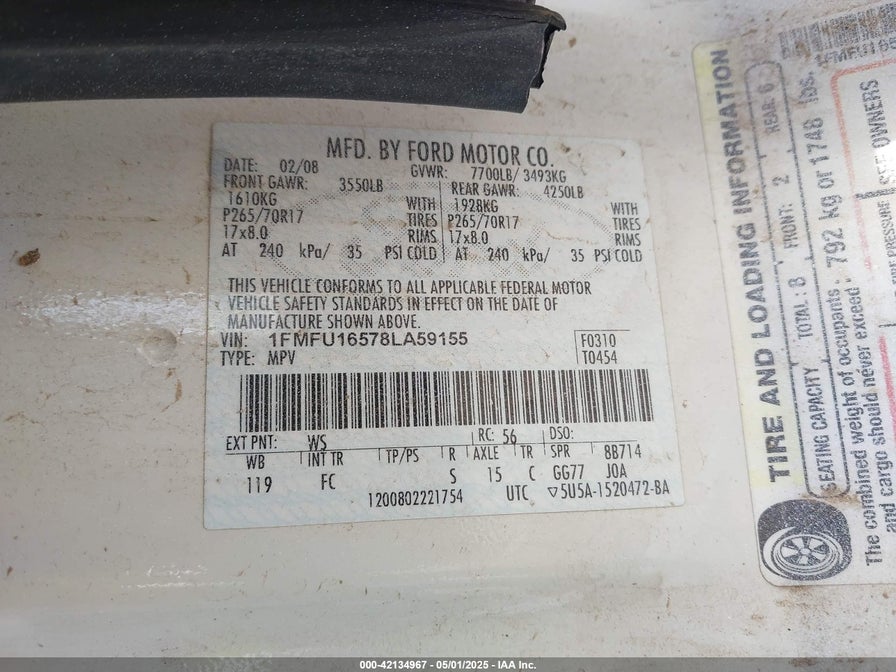 MFD. BY FORD MOTOR CO.
DATE: 02/08 GVWR: 7700LB/ 3493KG
FRONT GAWR: 3550LB REAR GAWR: 4250LB
1610KG WITH 1928KG WITH
P265/70R17 TIRES P265/70R17 TIRES
17x8.0 RIMS 17x8.0 RIMS
AT 240 kPa/ 35 PSI COLD AT 240 kPa/ 35 PSI COLD
THIS VEHICLE CONFORMS TO ALL APPLICABLE FEDERAL MOTOR
VEHICLE SAFETY STANDARDS IN EFFECT ON THE DATE OF
MANUFACTURE SHOWN ABOVE.
VIN: 1FMFU16578LA59155 F0310
TYPE: MPV T0454
EXT PNT: WS RC: 56 DSO:
WB INT TR TP/PS R AXLE TR SPR 8B714
119 FC S 15 C GG77 JOA
1200802221754 UTC ▽5U5A-1520472-BA
TIRE AND LOADING INFORMATION
SEATING CAPACITY TOTAL: 8 FRONT: 2 REAR 6
The combined weight of occupants
and cargo should never exceed: 792 kg or 1748 lbs.
SEE OWNERS
000-42134967 - 05/01/2025 - IAA Inc.